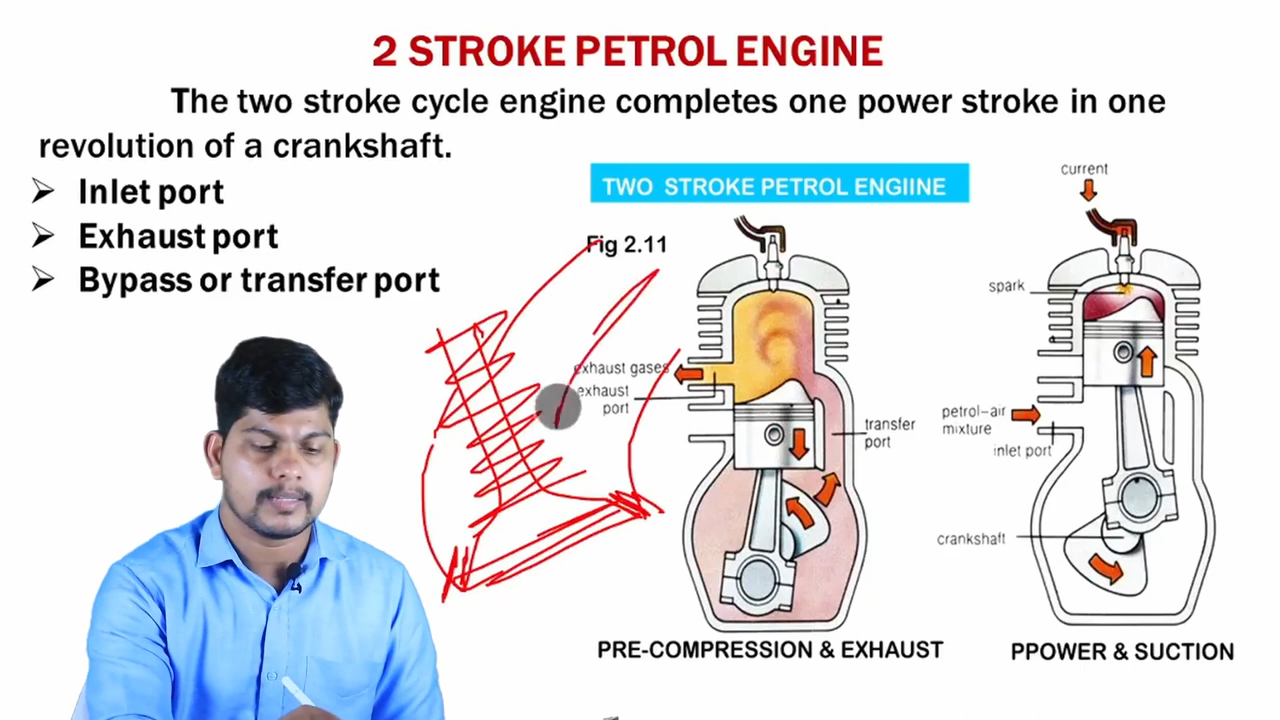 2 STROKE PETROL ENGINE
The two stroke cycle engine completes one power stroke in one
revolution of a crankshaft.
Inlet port
Exhaust port
Bypass or transfer port
TWO STROKE PETROL ENGIINE
Fig 2.11
exhaust gases
exhaust
port
transfer
port
PRE-COMPRESSION & EXHAUST
current
spark
petrol-air
mixture
inlet port
crankshaft
PPOWER & SUCTION